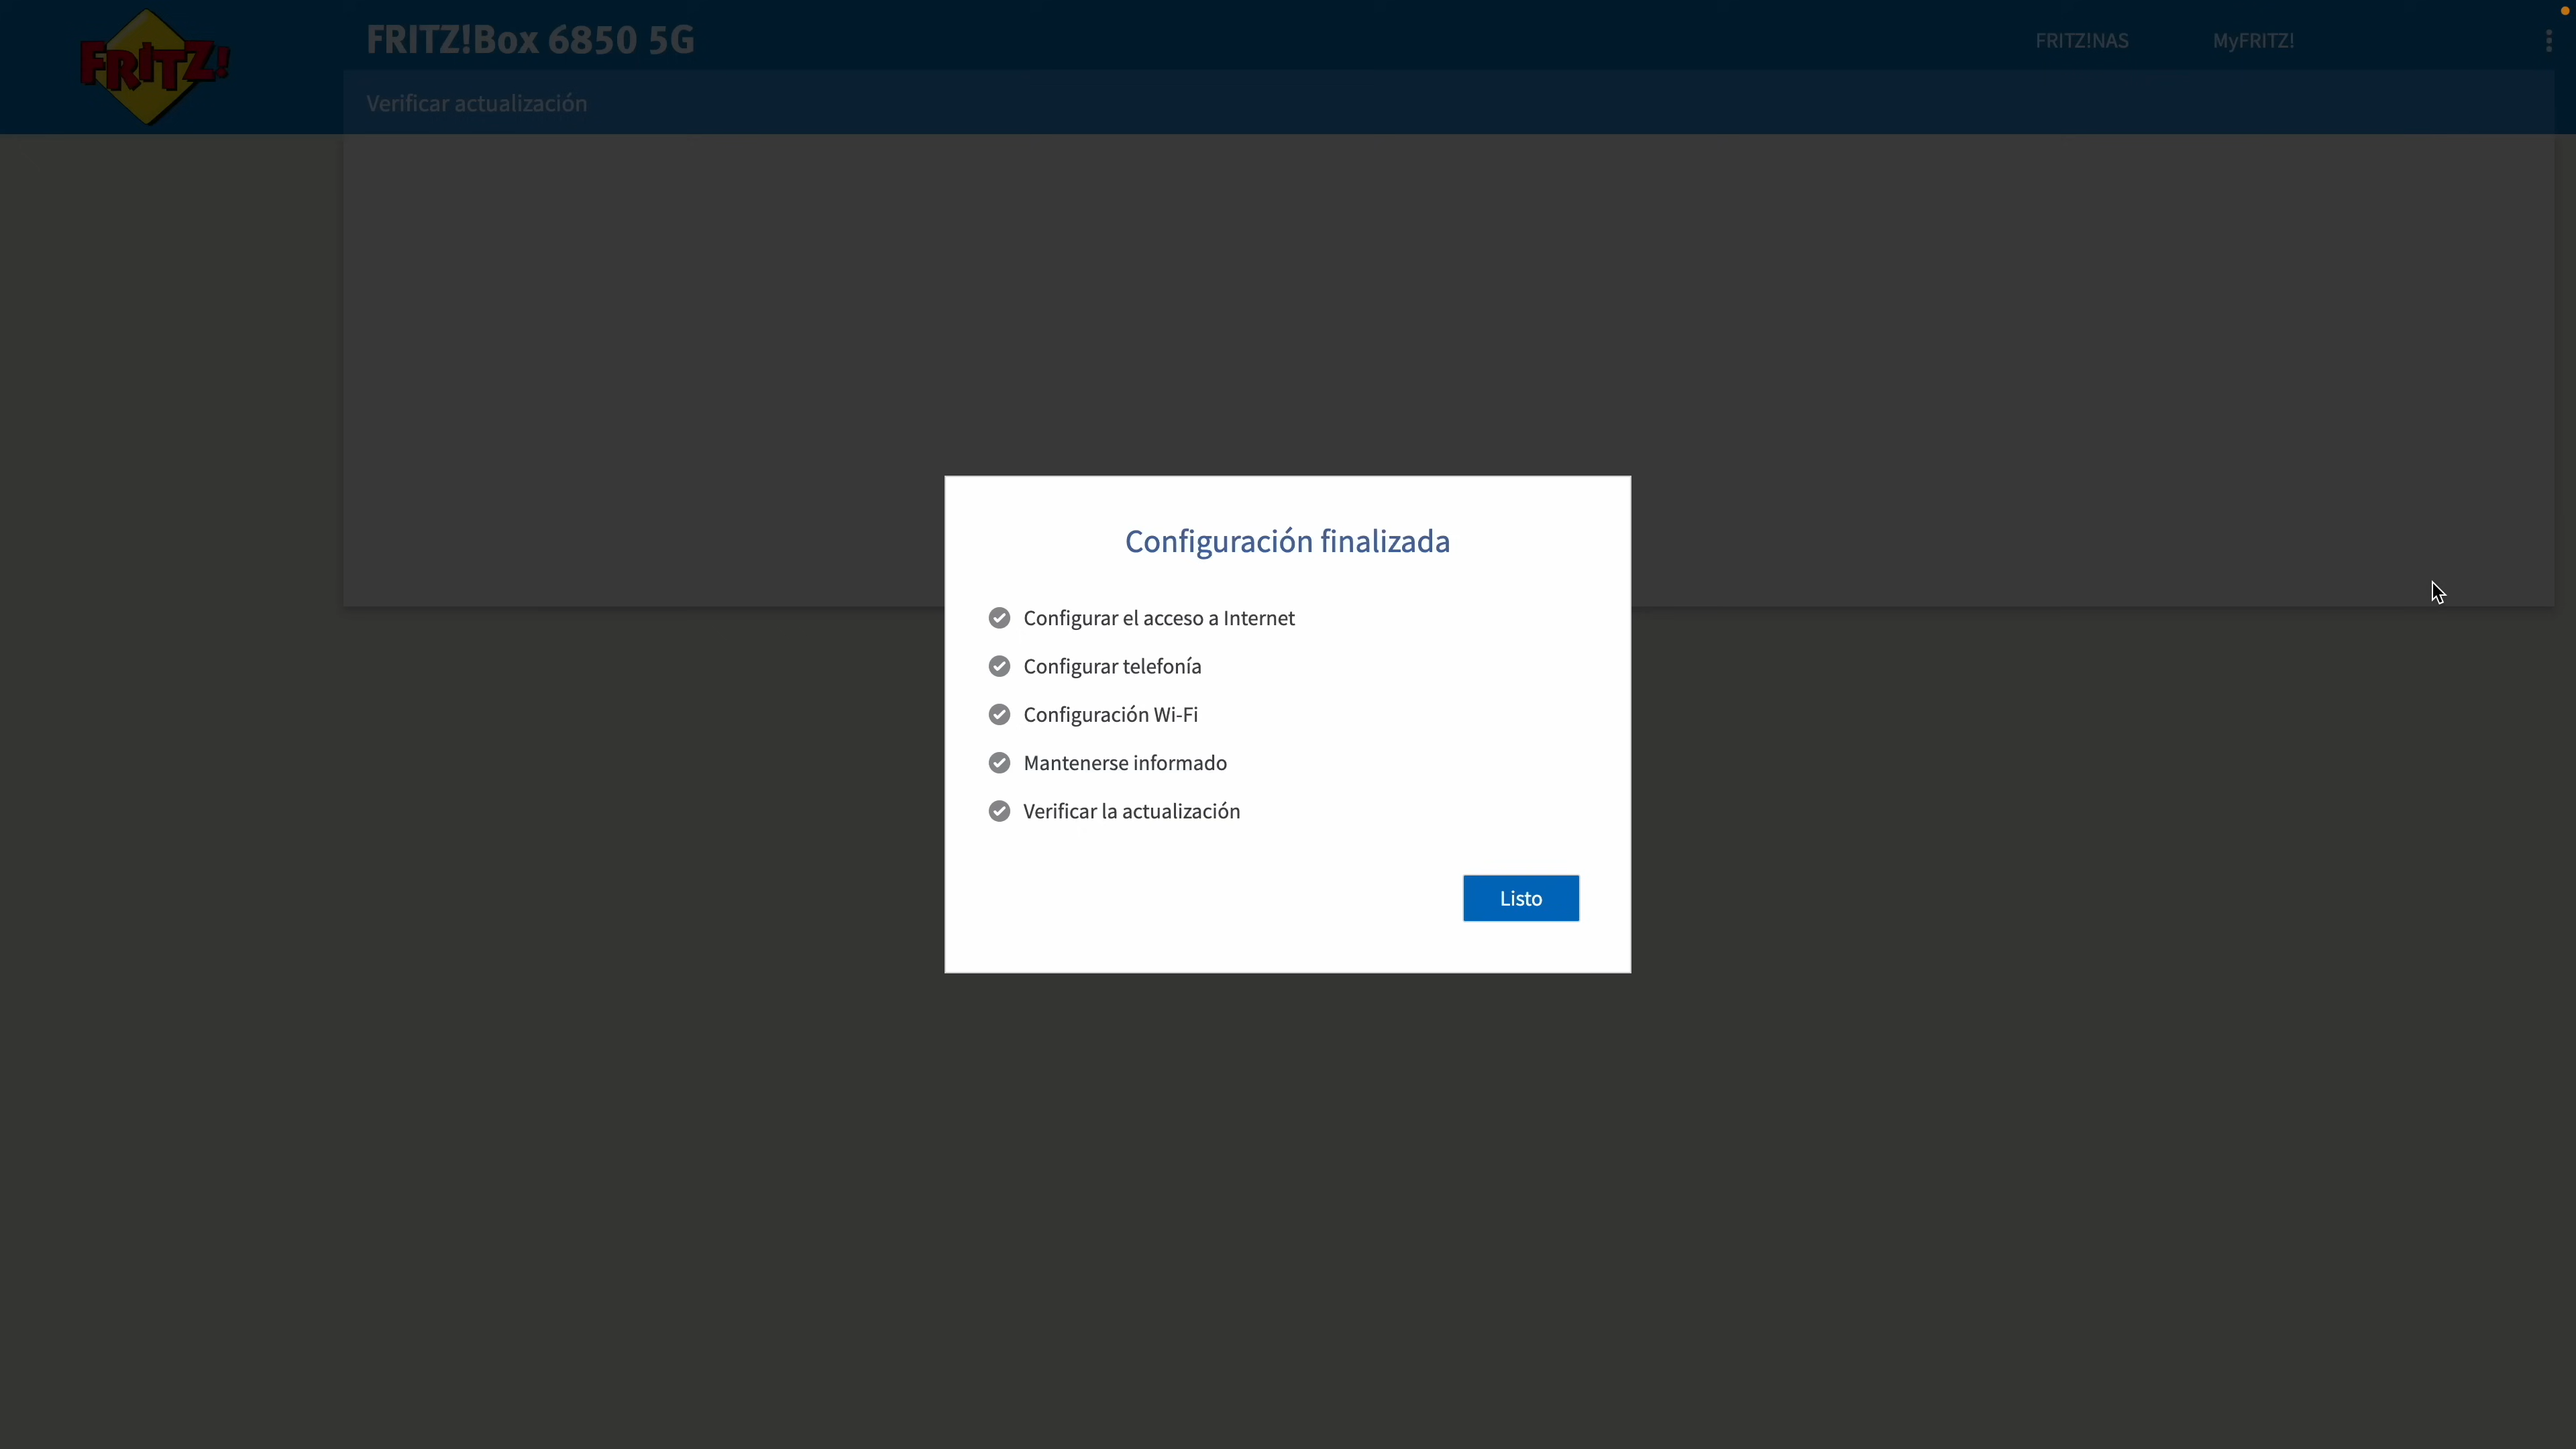 FRITZ!
FRITZ!Box 6850 5G
FRITZ!NAS
MyFRITZ!
Verificar actualización
Configuración finalizada
Configurar el acceso a Internet
Configurar telefonía
Configuración Wi-Fi
Mantenerse informado
Verificar la actualización
Listo